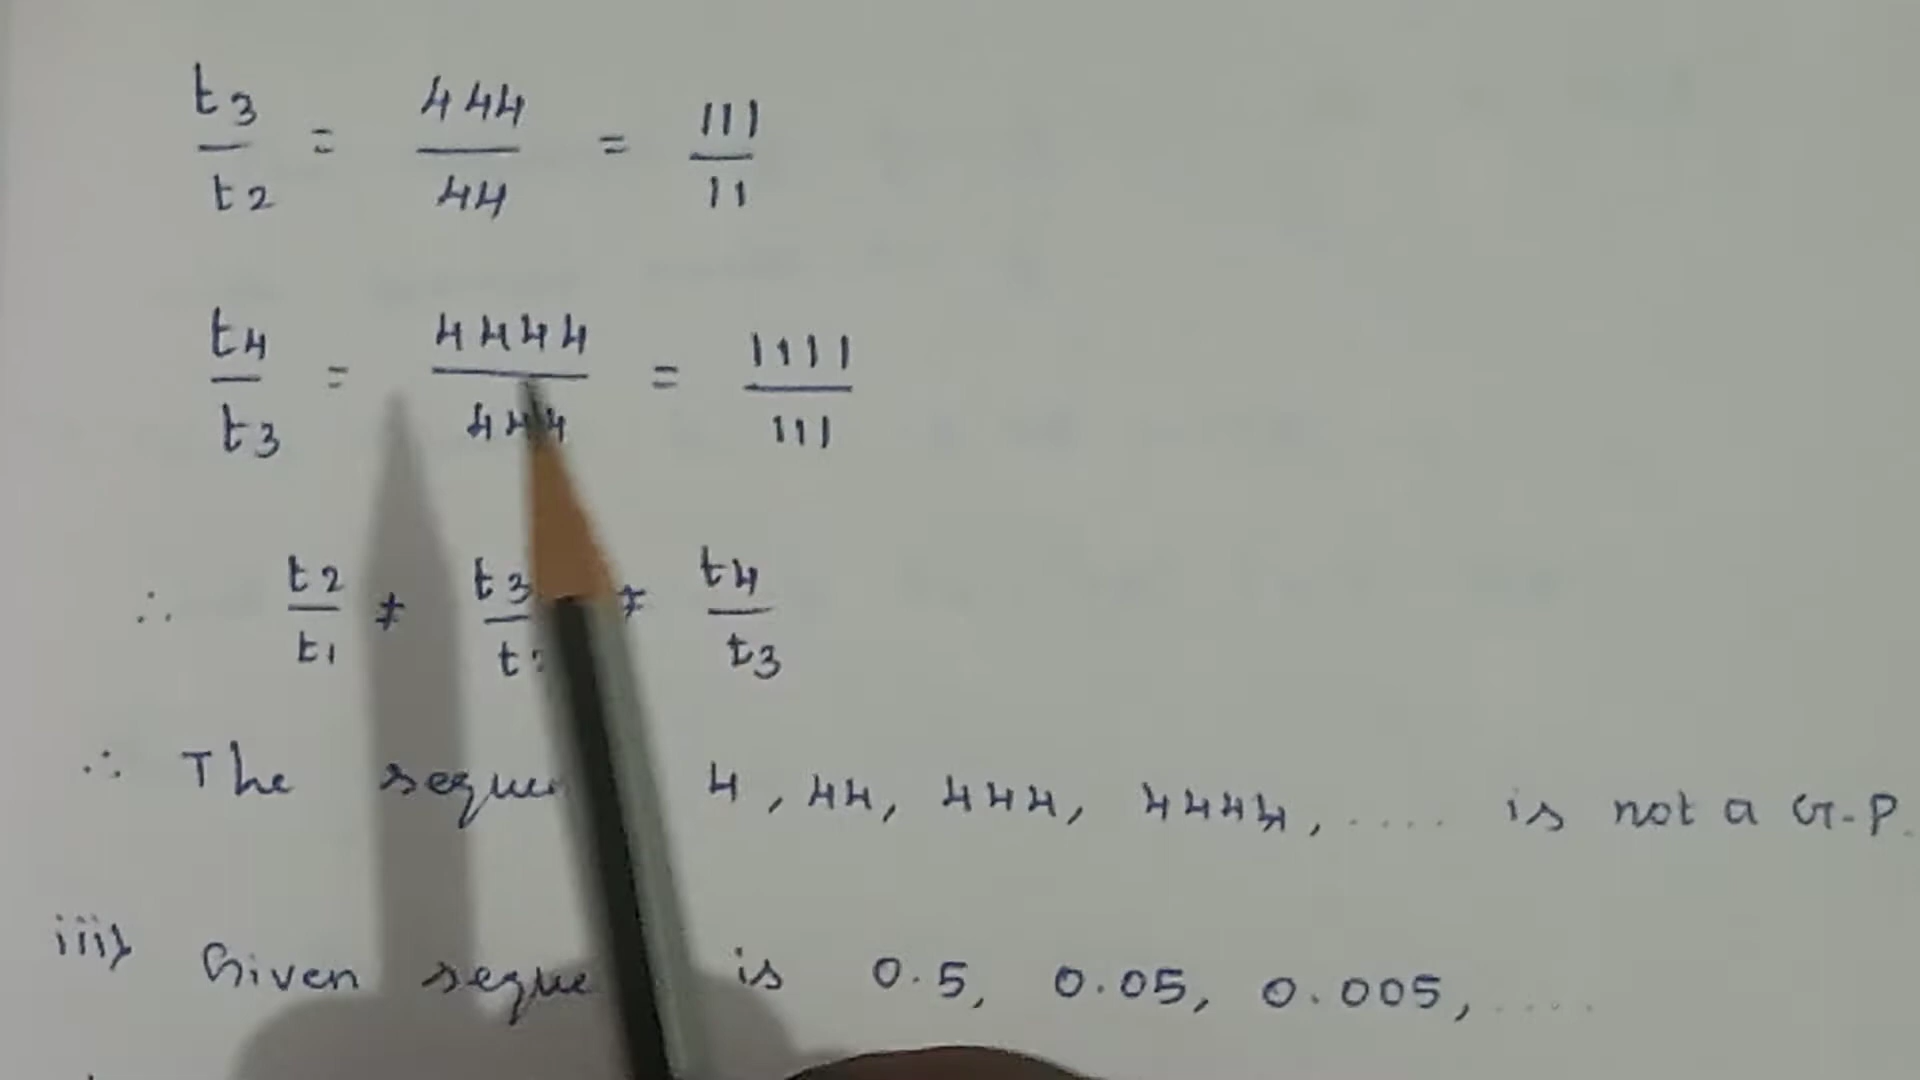 t3/t2 = 444/44 = 111/11
t4/t3 = 4444/444 = 1111/111
∴ t2/t1 ≠ t3/t ≠ t4/t3
∴ The 4, 44, 444, 4444, .... is not a G.P.
iii) Given is 0.5, 0.05, 0.005, ....